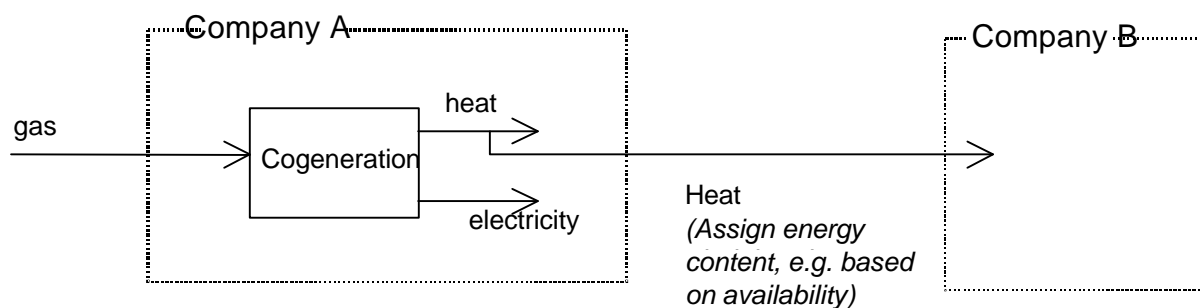 Company A
Company B
heat
gas
Cogeneration
electricity
Heat
(Assign energy
content, e.g. based
on availability)